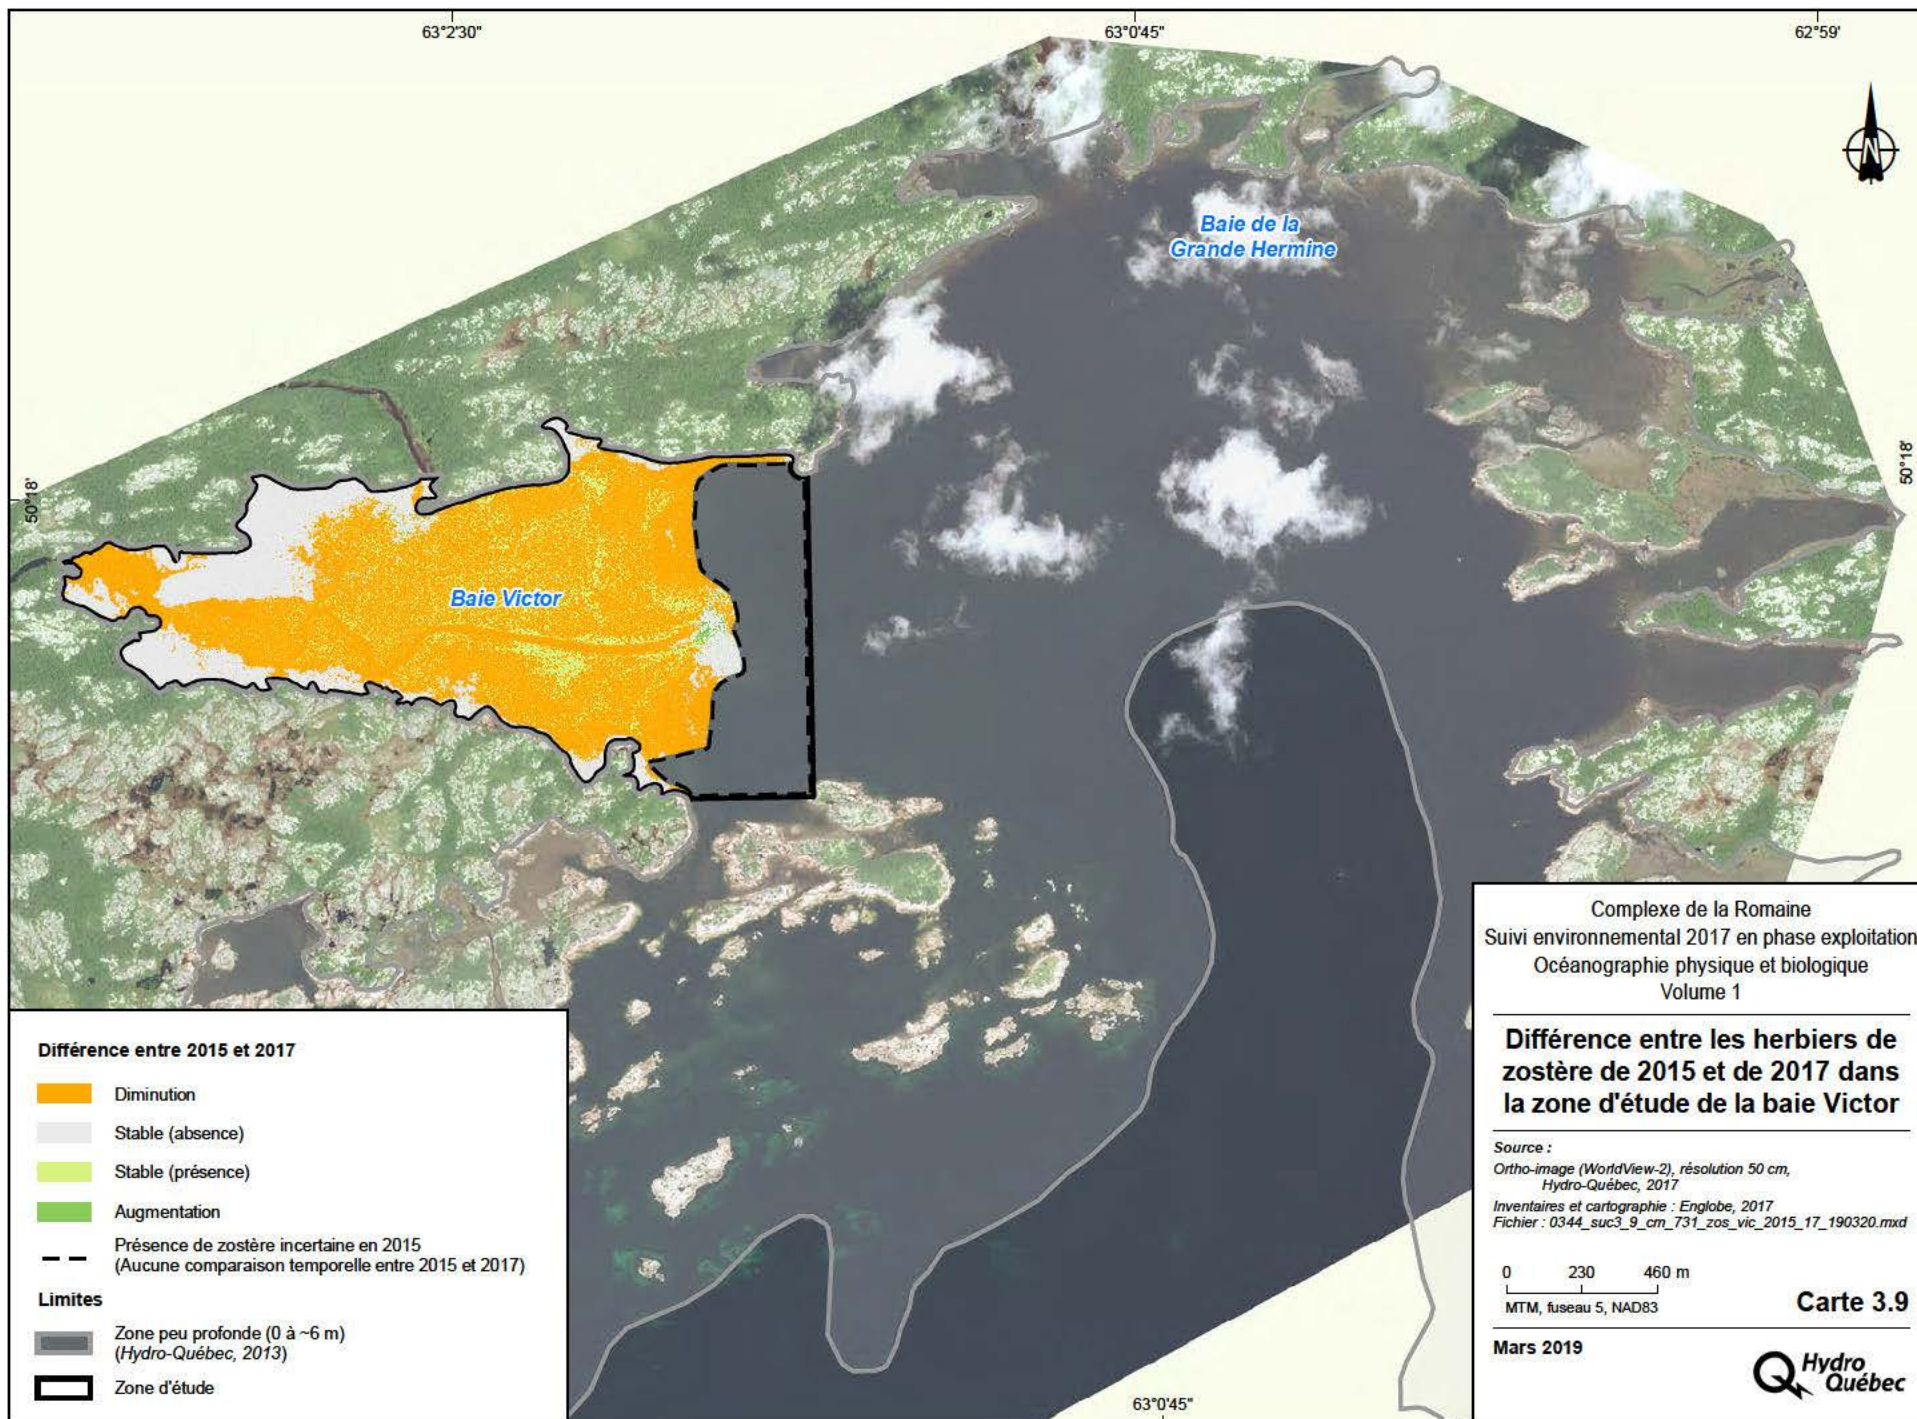 63°2'30"
63°0'45"
62°59'
50°18'
50°18'
Baie de la
Grande Hermine
Baie Victor
Différence entre 2015 et 2017
Diminution
Stable (absence)
Stable (présence)
Augmentation
Présence de zostère incertaine en 2015
(Aucune comparaison temporelle entre 2015 et 2017)
Limites
Zone peu profonde (0 à ~6 m)
(Hydro-Québec, 2013)
Zone d'étude
63°0'45"
Complexe de la Romaine
Suivi environnemental 2017 en phase exploitation
Océanographie physique et biologique
Volume 1
Différence entre les herbiers de
zostère de 2015 et de 2017 dans
la zone d'étude de la baie Victor
Source :
Ortho-image (WorldView-2), résolution 50 cm,
Hydro-Québec, 2017
Inventaires et cartographie : Englobe, 2017
Fichier : 0344_suc3_9_cm_731_zos_vic_2015_17_190320.mxd
0 230 460 m
MTM, fuseau 5, NAD83
Carte 3.9
Mars 2019
Hydro
Québec
N